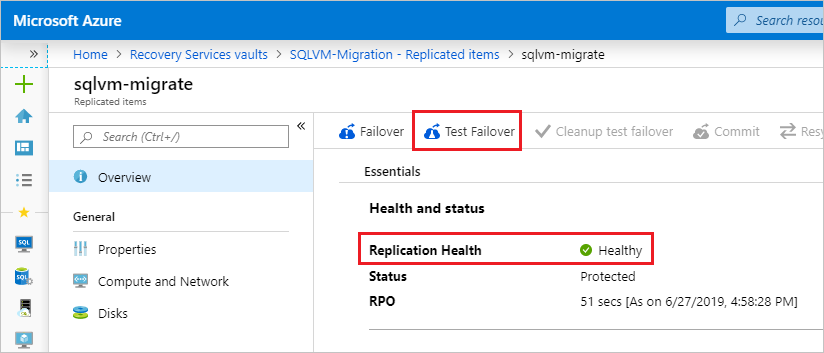 Microsoft Azure
Search resou
Home > Recovery Services vaults > SQLVM-Migration - Replicated items > sqlvm-migrate
sqlvm-migrate
Replicated items
Search (Ctrl+/)
Failover Test Failover Cleanup test failover Commit Resy
Overview
Essentials
General
Health and status
Properties
Replication Health Healthy
Compute and Network
Status Protected
Disks
RPO 51 secs [As on 6/27/2019, 4:58:28 PM]
SQL
SQL